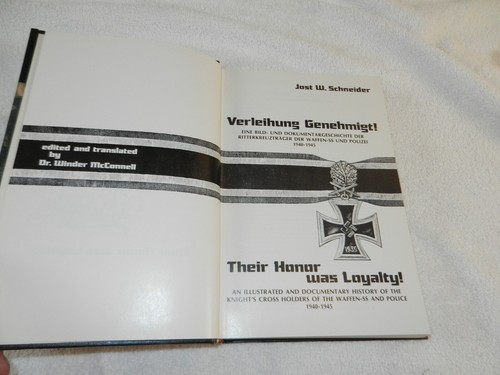 edited and translated
by
Dr. Winder McConnell
Jost W. Schneider
Verleihung Genehmigt!
EINE BILD- UND DOKUMENTARGESCHICHTE DER
RITTERKREUZTRÄGER DER WAFFEN-SS UND POLIZEI
1940-1945
Their Honor
was Loyalty!
AN ILLUSTRATED AND DOCUMENTARY HISTORY OF THE
KNIGHT'S CROSS HOLDERS OF THE WAFFEN-SS AND POLICE
1940-1945